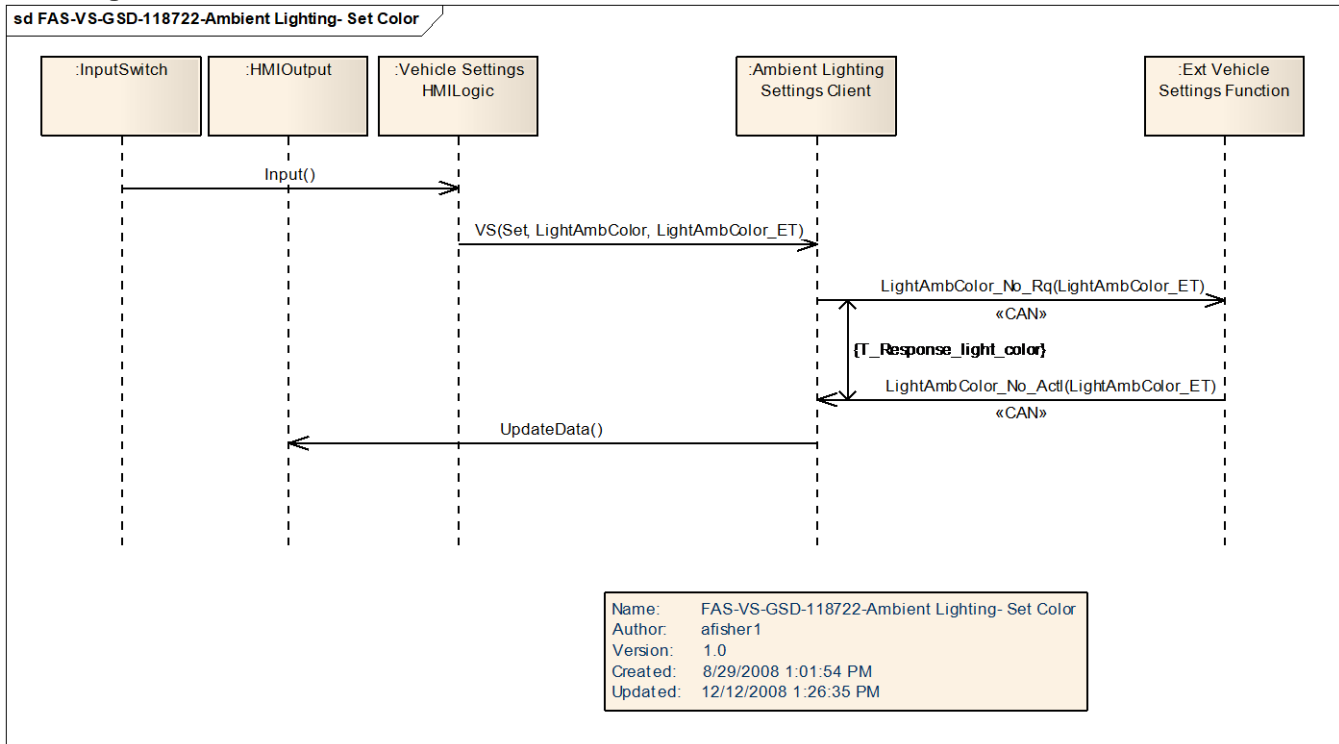 sd FAS-VS-GSD-118722-Ambient Lighting- Set Color
:InputSwitch
:HMIOutput
:Vehicle Settings
HMILogic
:Ambient Lighting
Settings Client
:Ext Vehicle
Settings Function
Input()
VS(Set, LightAmbColor, LightAmbColor_ET)
LightAmbColor_No_Rq(LightAmbColor_ET)
«CAN»
{T_Response_light_color}
LightAmbColor_No_Actl(LightAmbColor_ET)
«CAN»
UpdateData()
Name: FAS-VS-GSD-118722-Ambient Lighting- Set Color
Author: afisher1
Version: 1.0
Created: 8/29/2008 1:01:54 PM
Updated: 12/12/2008 1:26:35 PM